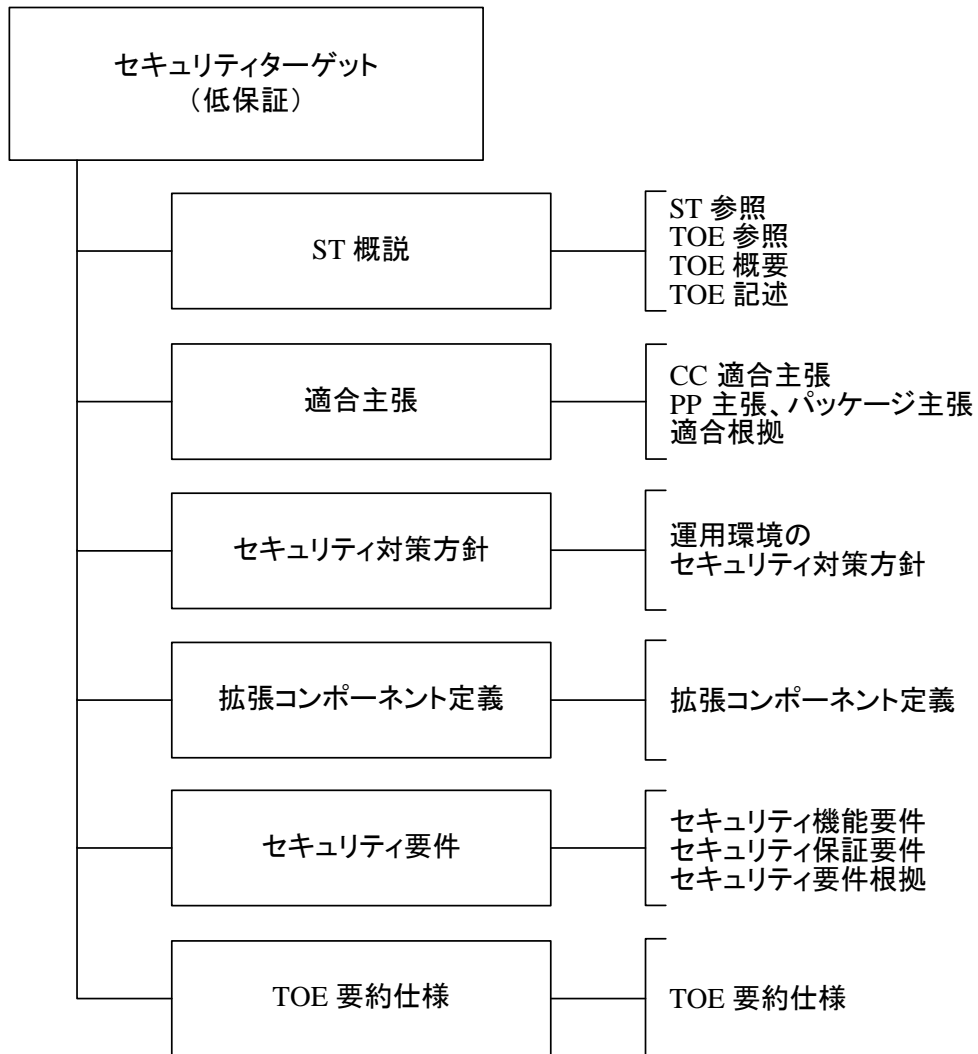 セキュリティターゲット
（低保証）
ST 概説
ST 参照
TOE 参照
TOE 概要
TOE 記述
適合主張
CC 適合主張
PP 主張、パッケージ主張
適合根拠
セキュリティ対策方針
運用環境の
セキュリティ対策方針
拡張コンポーネント定義
拡張コンポーネント定義
セキュリティ要件
セキュリティ機能要件
セキュリティ保証要件
セキュリティ要件根拠
TOE 要約仕様
TOE 要約仕様